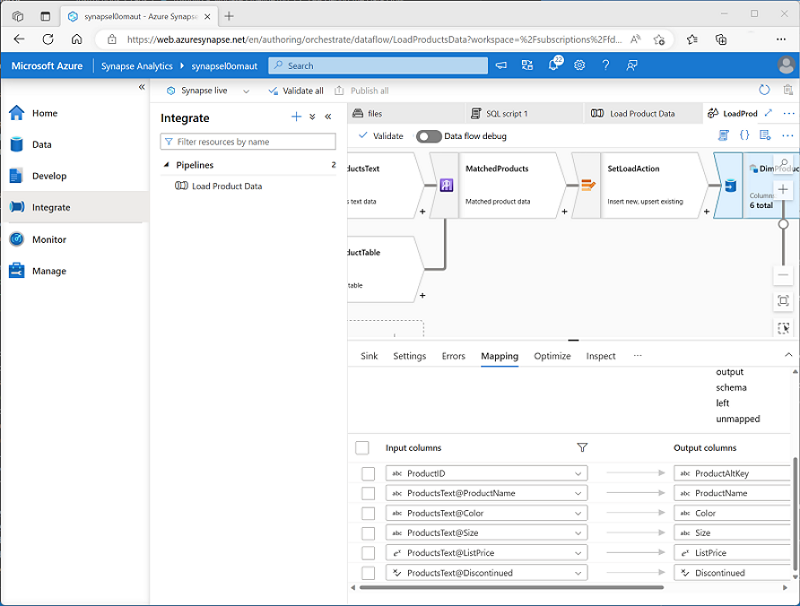 synapsel0omaut - Azure Synapse
https://web.azuresynapse.net/en/authoring/orchestrate/dataflow/LoadProductsData?workspace=%2Fsubscriptions%2Ffd...
Microsoft Azure
Synapse Analytics
synapsel0omaut
Search
22
Synapse live
Validate all
Publish all
Home
Data
Develop
Integrate
Monitor
Manage
Integrate
Filter resources by name
Pipelines
2
Load Product Data
files
SQL script 1
Load Product Data
LoadProd
Validate
Data flow debug
ductsText
s text data
MatchedProducts
Matched product data
SetLoadAction
Insert new, upsert existing
DimProduc
Columns
6 total
ductTable
table
Sink
Settings
Errors
Mapping
Optimize
Inspect
output
schema
left
unmapped
Input columns
Output columns
abc ProductID
abc ProductAltKey
abc ProductsText@ProductName
abc ProductName
abc ProductsText@Color
abc Color
abc ProductsText@Size
abc Size
eˣ ProductsText@ListPrice
eˣ ListPrice
ProductsText@Discontinued
Discontinued